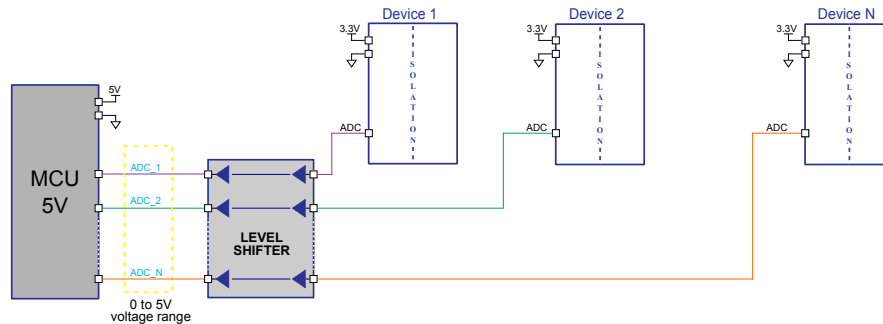 Device 1
Device 2
Device N
3.3V
3.3V
3.3V
ISOLATION
ISOLATION
ISOLATION
5V
ADC
ADC
ADC
MCU
5V
ADC_1
ADC_2
ADC_N
LEVEL
SHIFTER
0 to 5V
voltage range